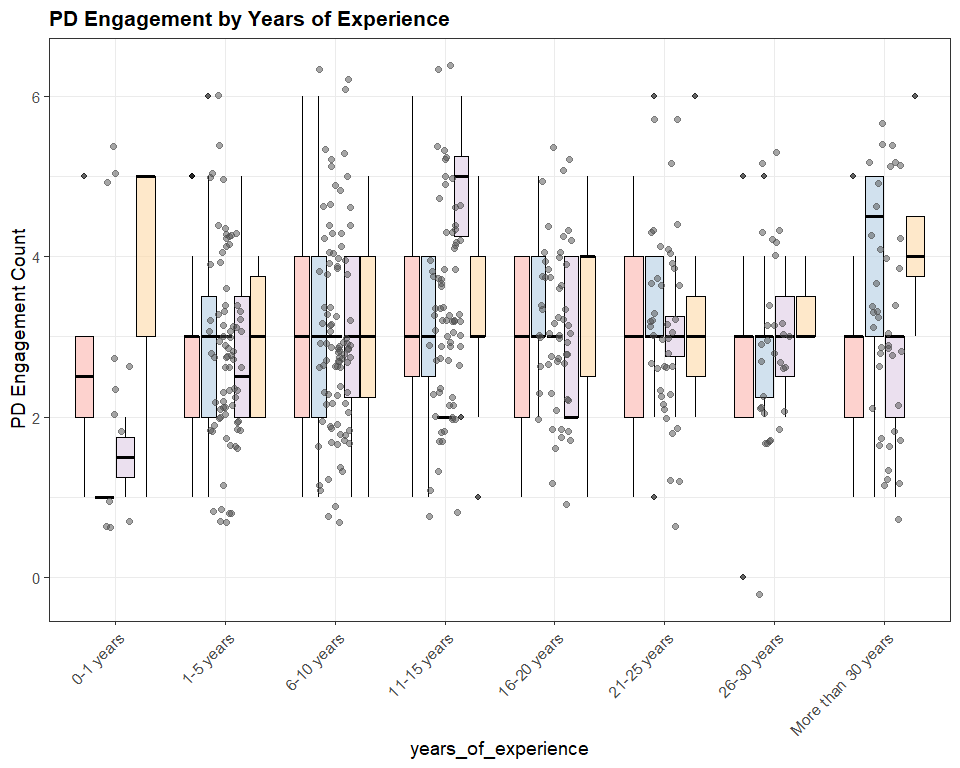 PD Engagement by Years of Experience
PD Engagement Count
6
4
2
0
0-1 years
1-5 years
6-10 years
11-15 years
16-20 years
21-25 years
26-30 years
More than 30 years
years_of_experience